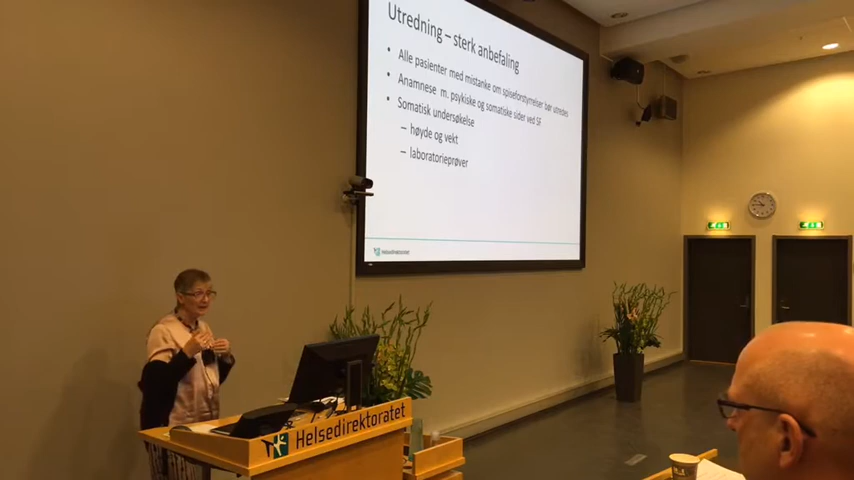 Utredning – sterk anbefaling
• Alle pasienter med mistanke om spiseforstyrrelser bør utredes
• Anamnese m. psykiske og somatiske sider ved SF
• Somatisk undersøkelse
– høyde og vekt
– laboratorieprøver
Helsedirektoratet
Helsedirektoratet